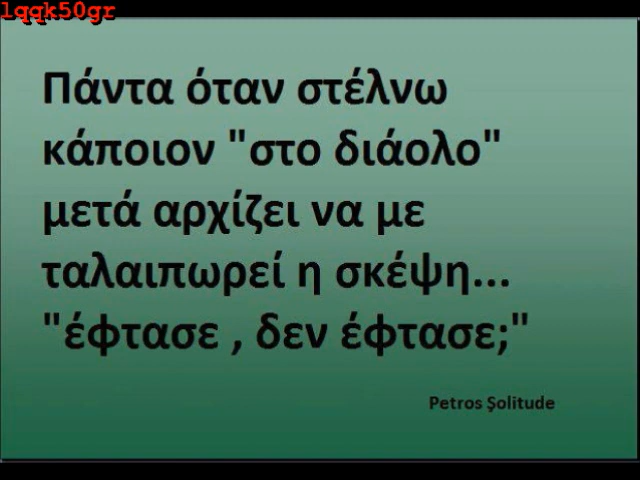 lqqk50gr
Πάντα όταν στέλνω
κάποιον "στο διάολο"
μετά αρχίζει να με
ταλαιπωρεί η σκέψη...
"έφτασε , δεν έφτασε;"
Petros Şolitude